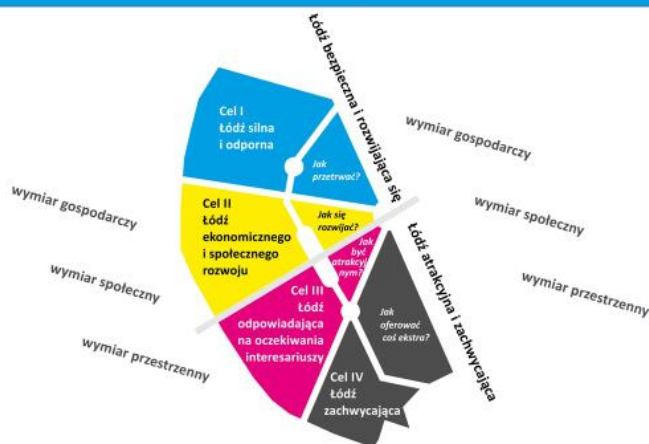 Łódź bezpieczna i rozwijająca się
Cel I
Łódź silna
i odporna
Jak
przetrwać?
wymiar gospodarczy
wymiar społeczny
wymiar przestrzenny
Cel II
Łódź
ekonomicznego
i społecznego
rozwoju
Jak się
rozwijać?
wymiar gospodarczy
wymiar społeczny
wymiar przestrzenny
Łódź atrakcyjna i zachwycająca
Jak
być
atrakcyj
nym?
Cel III
Łódź
odpowiadająca
na oczekiwania
interesariuszy
Jak
oferować
coś ekstra?
Cel IV
Łódź
zachwycająca